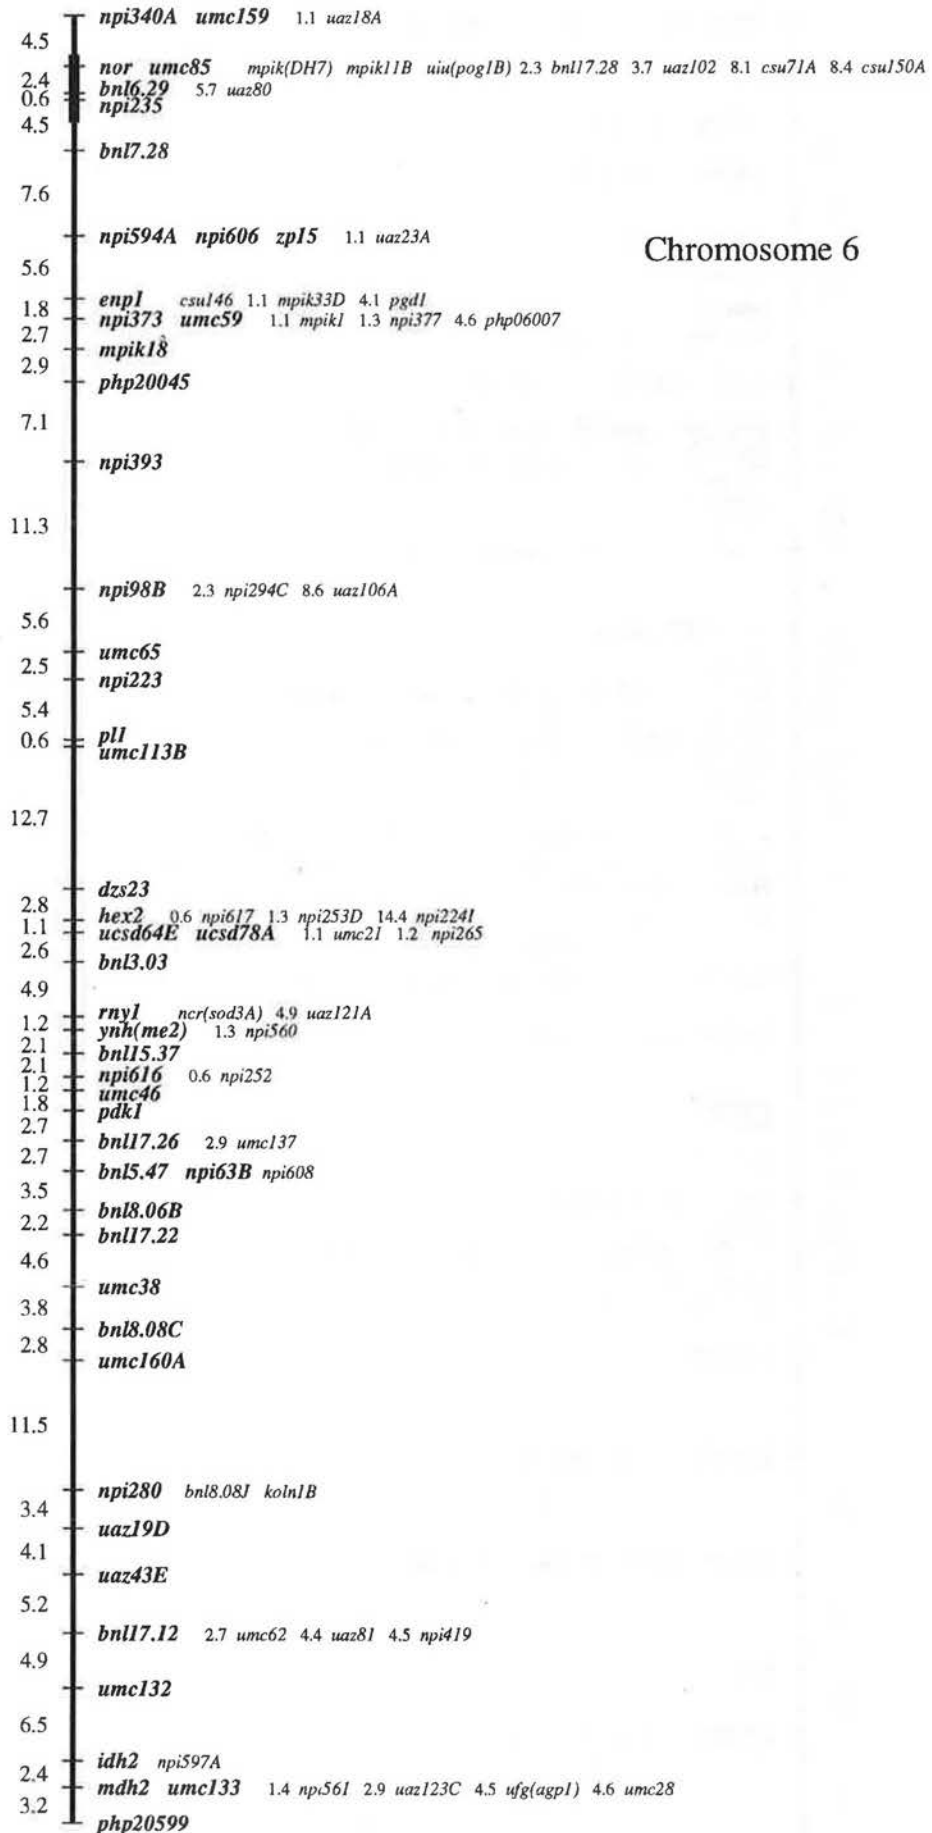 npi340A umc159 1.1 uaz18A
4.5
nor umc85 mpik(DH7) mpik11B uiu(pog1B) 2.3 bnl17.28 3.7 uaz102 8.1 csu71A 8.4 csu150A
2.4
bnl6.29 5.7 uaz80
0.6
npi235
4.5
bnl7.28
7.6
npi594A npi606 zp15 1.1 uaz23A
Chromosome 6
5.6
enp1 csu146 1.1 mpik33D 4.1 pgd1
1.8
npi373 umc59 1.1 mpik1 1.3 npi377 4.6 php06007
2.7
mpik18
2.9
php20045
7.1
npi393
11.3
npi98B 2.3 npi294C 8.6 uaz106A
5.6
umc65
2.5
npi223
5.4
pl1
0.6
umc113B
12.7
dzs23
2.8
hex2 0.6 npi617 1.3 npi253D 14.4 npi224I
1.1
ucsd64E ucsd78A 1.1 umc21 1.2 npi265
2.6
bnl3.03
4.9
rny1 ncr(sod3A) 4.9 uaz121A
1.2
ynh(me2) 1.3 npi560
2.1
bnl15.37
2.1
npi616 0.6 npi252
1.2
umc46
1.8
pdk1
2.7
bnl17.26 2.9 umc137
2.7
bnl5.47 npi63B npi608
3.5
bnl8.06B
2.2
bnl17.22
4.6
umc38
3.8
bnl8.08C
2.8
umc160A
11.5
npi280 bnl8.08J koln1B
3.4
uaz19D
4.1
uaz43E
5.2
bnl17.12 2.7 umc62 4.4 uaz81 4.5 npi419
4.9
umc132
6.5
idh2 npi597A
2.4
mdh2 umc133 1.4 npi561 2.9 uaz123C 4.5 ufg(agp1) 4.6 umc28
3.2
php20599